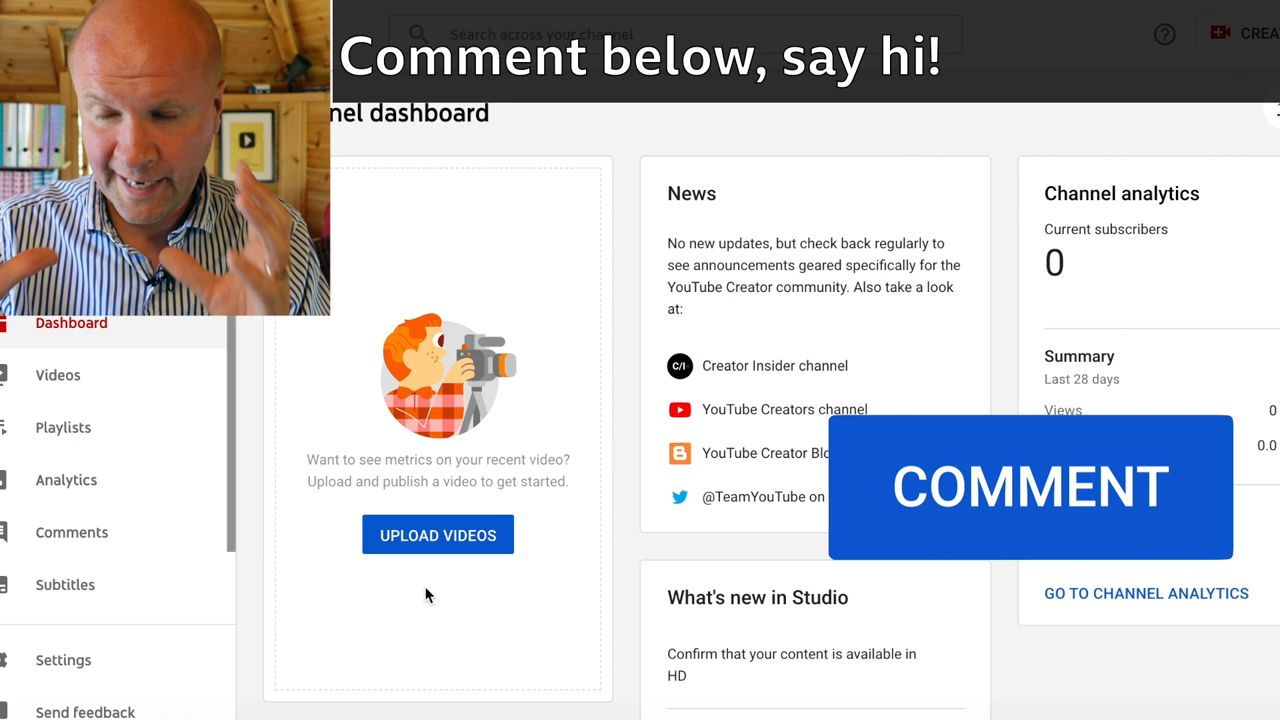 Search across your channel
CREA
Comment below, say hi!
nel dashboard
Dashboard
Videos
Playlists
Analytics
Comments
Subtitles
Settings
Send feedback
Want to see metrics on your recent video?
Upload and publish a video to get started.
UPLOAD VIDEOS
News
No new updates, but check back regularly to
see announcements geared specifically for the
YouTube Creator community. Also take a look
at:
C/I
Creator Insider channel
YouTube Creators channel
YouTube Creator Blo
@TeamYouTube on
What's new in Studio
Confirm that your content is available in
HD
Channel analytics
Current subscribers
0
Summary
Last 28 days
Views
0
0.0
GO TO CHANNEL ANALYTICS
COMMENT